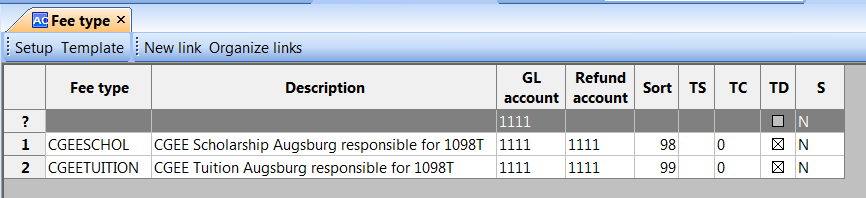 AC Fee type ×
Setup Template New link Organize links
Fee type Description GL account Refund account Sort TS TC TD S
? 1111 N
1 CGEESCHOL CGEE Scholarship Augsburg responsible for 1098T 1111 1111 98 0 N
2 CGEETUITION CGEE Tuition Augsburg responsible for 1098T 1111 1111 99 0 N